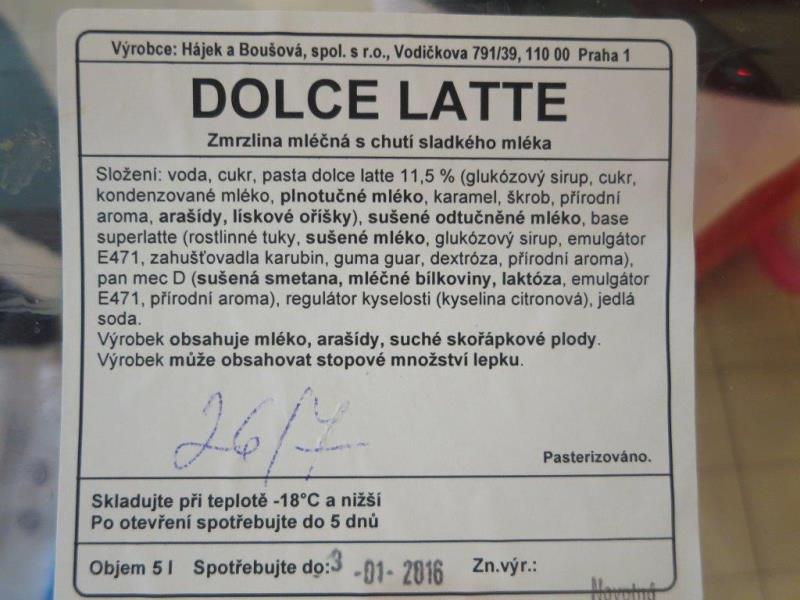 Výrobce: Hájek a Boušová, spol. s r.o., Vodičkova 791/39, 110 00 Praha 1
DOLCE LATTE
Zmrzlina mléčná s chutí sladkého mléka
Složení: voda, cukr, pasta dolce latte 11,5 % (glukózový sirup, cukr,
kondenzované mléko, plnotučné mléko, karamel, škrob, přírodní
aroma, arašídy, lískové oříšky), sušené odtučněné mléko, base
superlatte (rostlinné tuky, sušené mléko, glukózový sirup, emulgátor
E471, zahušťovadla karubin, guma guar, dextróza, přírodní aroma),
pan mec D (sušená smetana, mléčné bílkoviny, laktóza, emulgátor
E471, přírodní aroma), regulátor kyselosti (kyselina citronová), jedlá
soda.
Výrobek obsahuje mléko, arašídy, suché skořápkové plody.
Výrobek může obsahovat stopové množství lepku.
26/7
Pasterizováno.
Skladujte při teplotě -18°C a nižší
Po otevření spotřebujte do 5 dnů
Objem 5 l Spotřebujte do: 3 -01- 2016 Zn.výr.:
Novotná